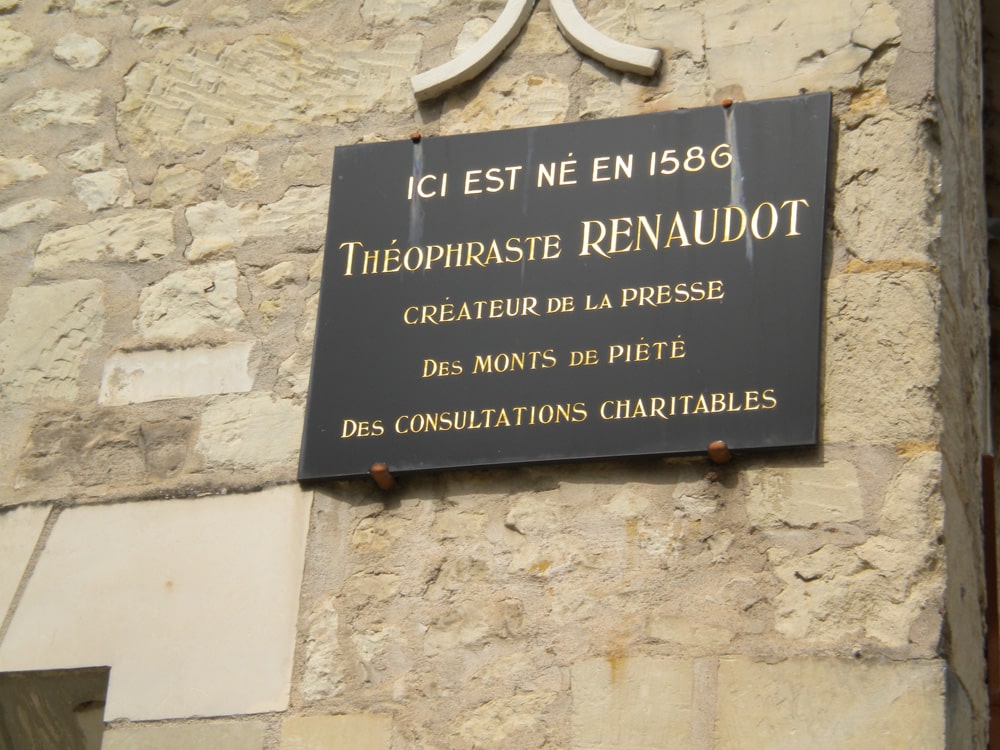 ICI EST NÉ EN 1586
THÉOPHRASTE RENAUDOT
CRÉATEUR DE LA PRESSE
DES MONTS DE PIÉTÉ
DES CONSULTATIONS CHARITABLES